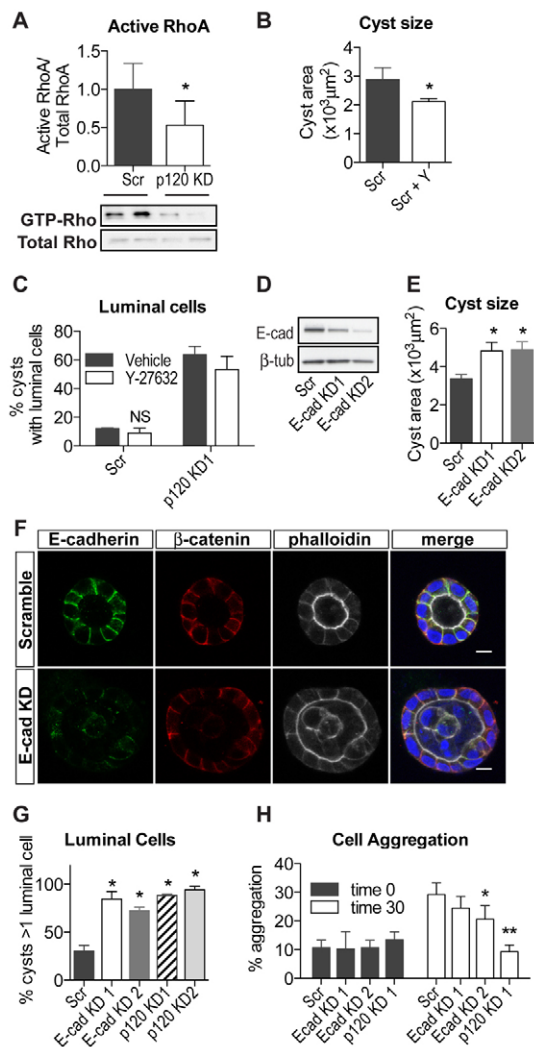 A
Active RhoA
Active RhoA/
Total RhoA
1.5
1.0
0.5
0.0
*
Scr
p120 KD
GTP-Rho
Total Rho
B
Cyst size
Cyst area
(x10³µm²)
4
3
2
1
0
*
Scr
Scr + Y
C
Luminal cells
% cysts
with luminal cells
80
60
40
20
0
Vehicle
Y-27632
NS
Scr
p120 KD1
D
E-cad
β-tub
Scr
E-cad KD1
E-cad KD2
E
Cyst size
Cyst area (x10³µm²)
6
4
2
0
*
*
Scr
E-cad KD1
E-cad KD2
F
E-cadherin
β-catenin
phalloidin
merge
Scramble
E-cad KD
G
Luminal Cells
% cysts >1 luminal cell
100
50
0
*
*
*
*
Scr
E-cad KD 1
E-cad KD 2
p120 KD1
p120 KD2
H
Cell Aggregation
% aggregation
40
30
20
10
0
time 0
time 30
*
**
Scr
Ecad KD 1
Ecad KD 2
p120 KD 1
Scr
Ecad KD 1
Ecad KD 2
p120 KD 1